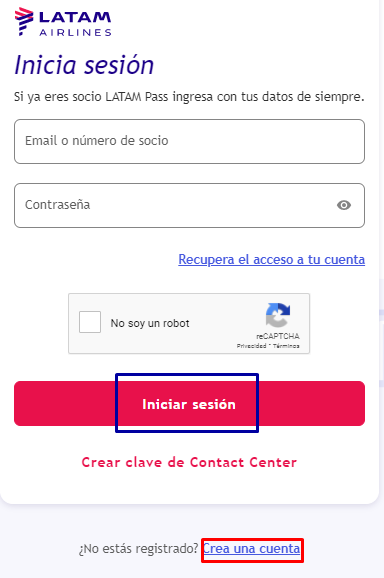 LATAM
AIRLINES
Inicia sesión
Si ya eres socio LATAM Pass ingresa con tus datos de siempre.
Email o número de socio
Contraseña
Recupera el acceso a tu cuenta
No soy un robot
reCAPTCHA
Privacidad * Términos
Iniciar sesión
Crear clave de Contact Center
¿No estás registrado? Crea una cuenta